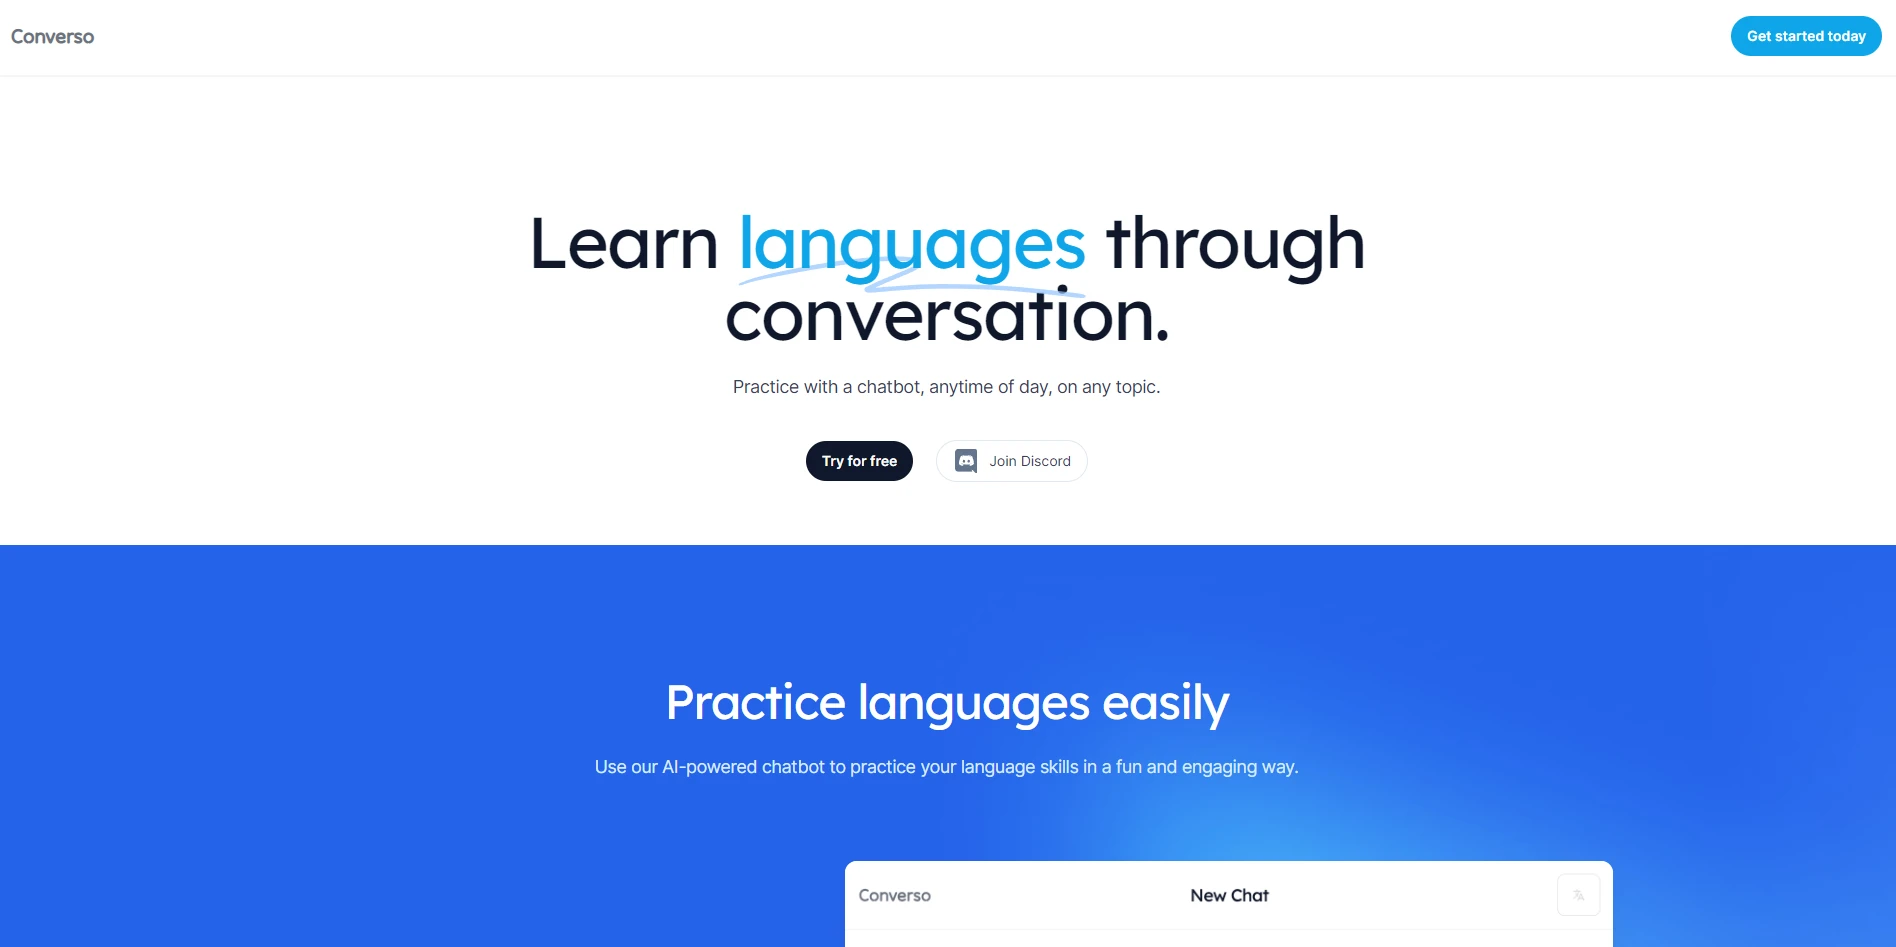 Converso
Get started today
Learn languages through
conversation.
Practice with a chatbot, anytime of day, on any topic.
Try for free
Join Discord
Practice languages easily
Use our AI-powered chatbot to practice your language skills in a fun and engaging way.
Converso
New Chat